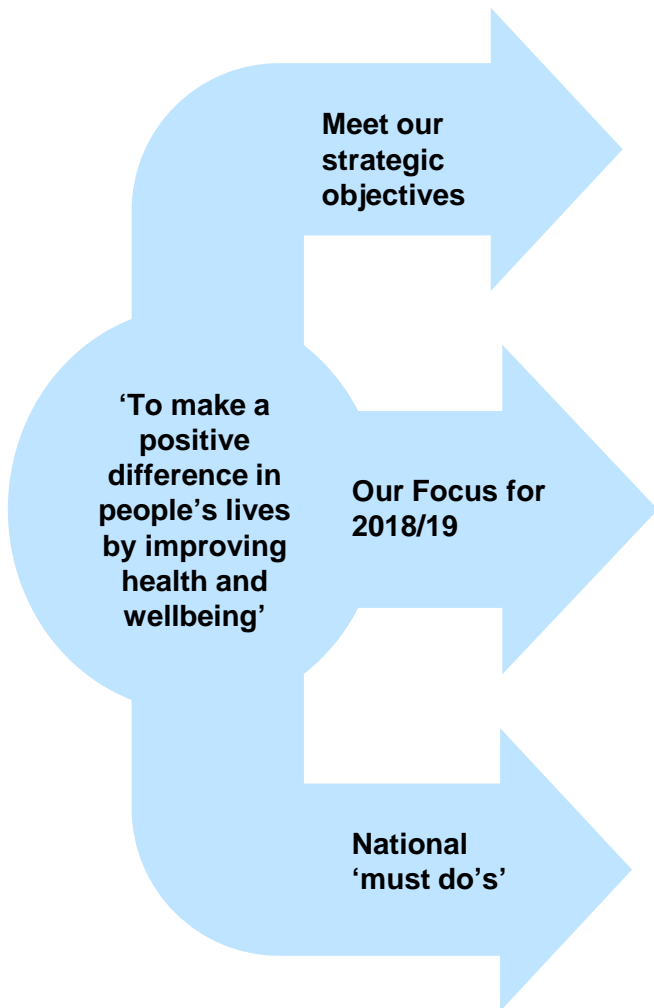 Meet our
strategic
objectives
‘To make a
positive
difference in
people’s lives
by improving
health and
wellbeing’
Our Focus for
2018/19
National
‘must do’s’